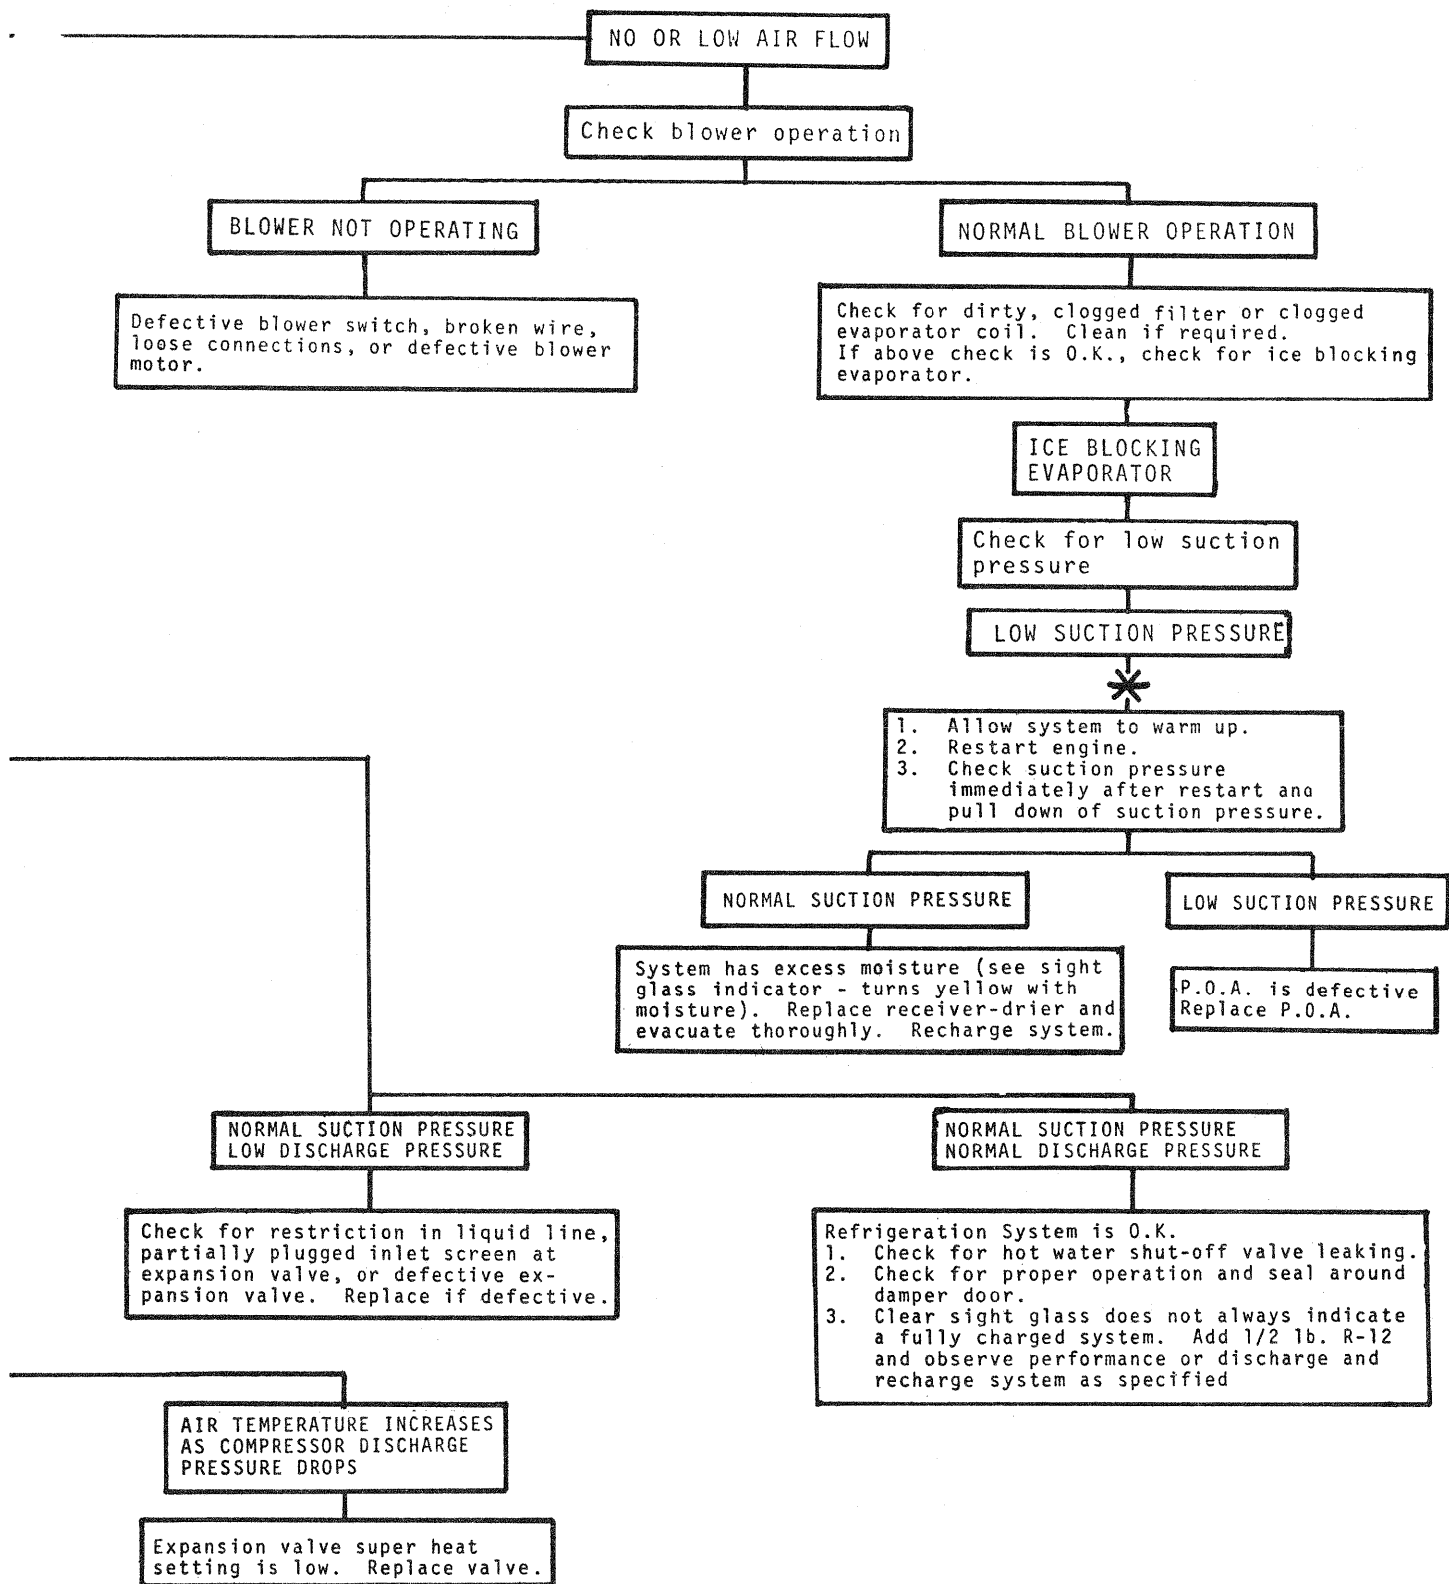 NO OR LOW AIR FLOW
Check blower operation
BLOWER NOT OPERATING
NORMAL BLOWER OPERATION
Defective blower switch, broken wire,
loose connections, or defective blower
motor.
Check for dirty, clogged filter or clogged
evaporator coil. Clean if required.
If above check is O.K., check for ice blocking
evaporator.
ICE BLOCKING
EVAPORATOR
Check for low suction
pressure
LOW SUCTION PRESSURE
1. Allow system to warm up.
2. Restart engine.
3. Check suction pressure
immediately after restart and
pull down of suction pressure.
NORMAL SUCTION PRESSURE
LOW SUCTION PRESSURE
System has excess moisture (see sight
glass indicator - turns yellow with
moisture). Replace receiver-drier and
evacuate thoroughly. Recharge system.
P.O.A. is defective
Replace P.O.A.
NORMAL SUCTION PRESSURE
LOW DISCHARGE PRESSURE
NORMAL SUCTION PRESSURE
NORMAL DISCHARGE PRESSURE
Check for restriction in liquid line,
partially plugged inlet screen at
expansion valve, or defective ex-
pansion valve. Replace if defective.
Refrigeration System is O.K.
1. Check for hot water shut-off valve leaking.
2. Check for proper operation and seal around
damper door.
3. Clear sight glass does not always indicate
a fully charged system. Add 1/2 lb. R-12
and observe performance or discharge and
recharge system as specified
AIR TEMPERATURE INCREASES
AS COMPRESSOR DISCHARGE
PRESSURE DROPS
Expansion valve super heat
setting is low. Replace valve.